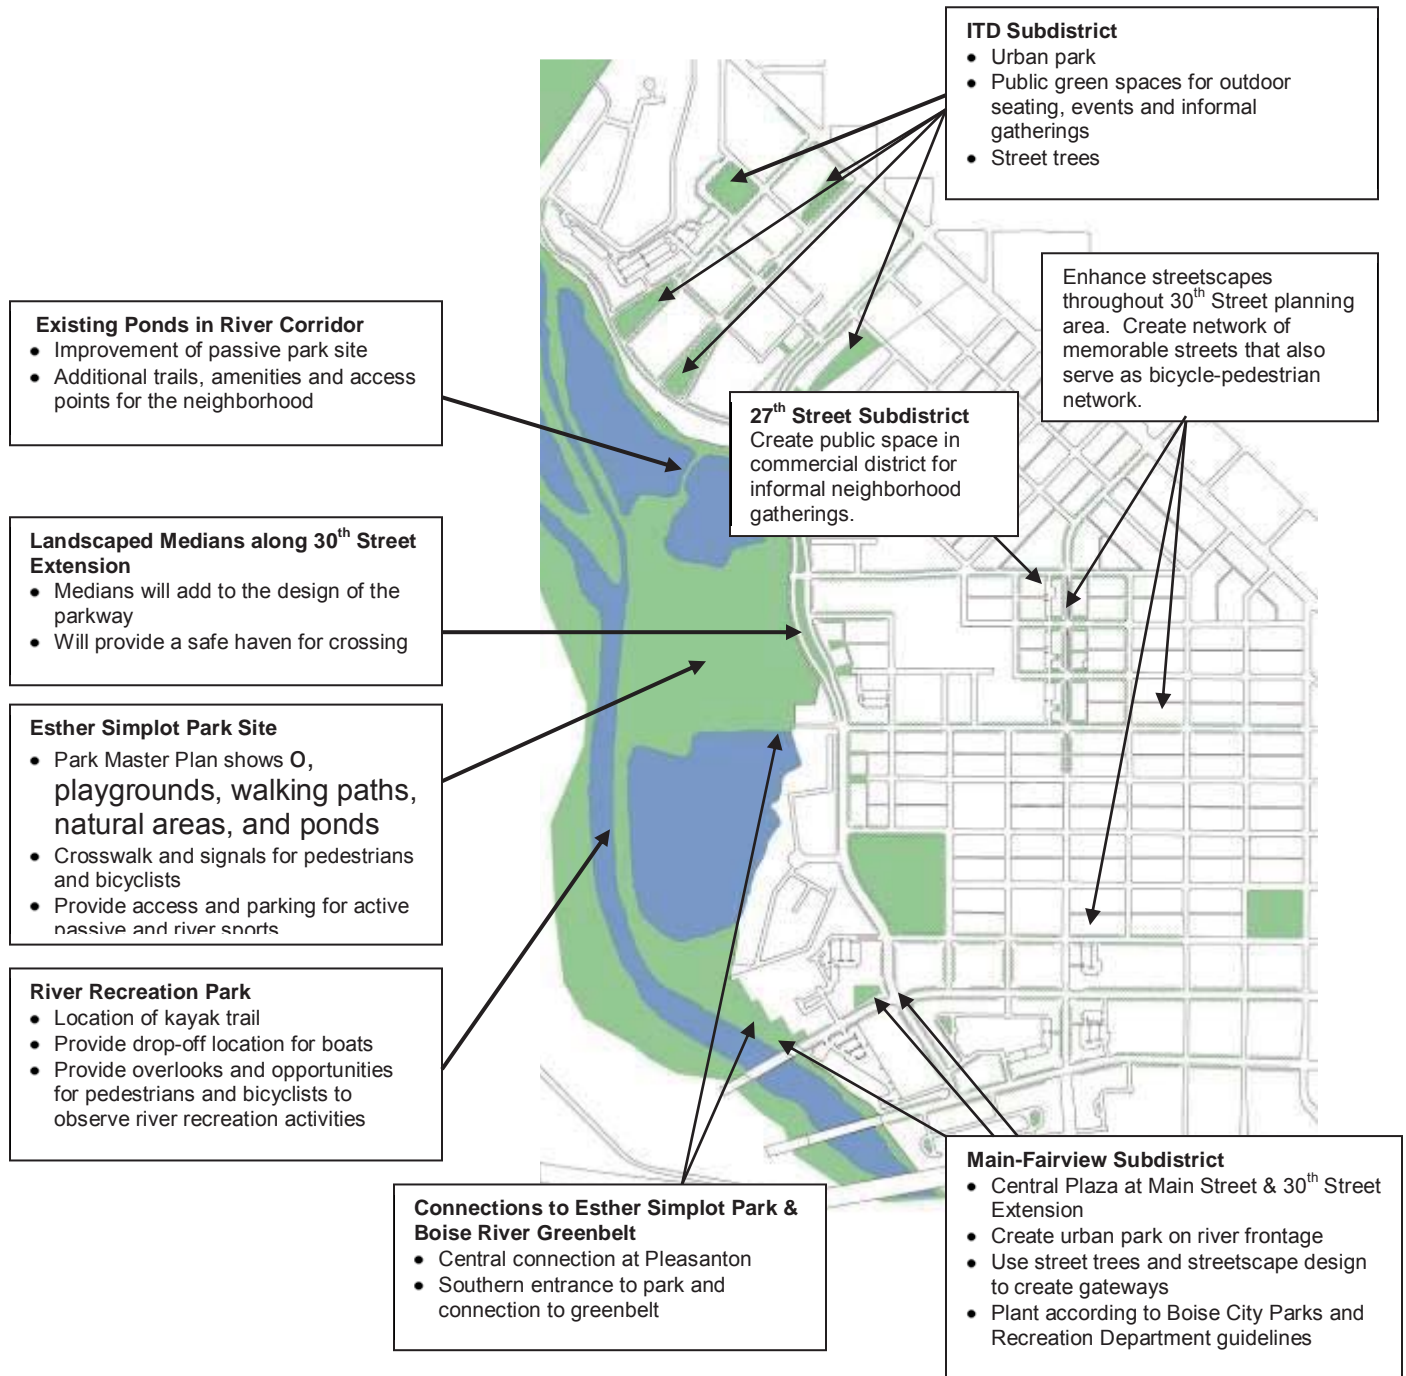 ITD Subdistrict
• Urban park
• Public green spaces for outdoor
seating, events and informal
gatherings
• Street trees
Enhance streetscapes
throughout 30th Street planning
area. Create network of
memorable streets that also
serve as bicycle-pedestrian
network.
Existing Ponds in River Corridor
• Improvement of passive park site
• Additional trails, amenities and access
points for the neighborhood
27th Street Subdistrict
Create public space in
commercial district for
informal neighborhood
gatherings.
Landscaped Medians along 30th Street
Extension
• Medians will add to the design of the
parkway
• Will provide a safe haven for crossing
Esther Simplot Park Site
• Park Master Plan shows o,
playgrounds, walking paths,
natural areas, and ponds
• Crosswalk and signals for pedestrians
and bicyclists
• Provide access and parking for active
passive and river sports
River Recreation Park
• Location of kayak trail
• Provide drop-off location for boats
• Provide overlooks and opportunities
for pedestrians and bicyclists to
observe river recreation activities
Connections to Esther Simplot Park &
Boise River Greenbelt
• Central connection at Pleasanton
• Southern entrance to park and
connection to greenbelt
Main-Fairview Subdistrict
• Central Plaza at Main Street & 30th Street
Extension
• Create urban park on river frontage
• Use street trees and streetscape design
to create gateways
• Plant according to Boise City Parks and
Recreation Department guidelines